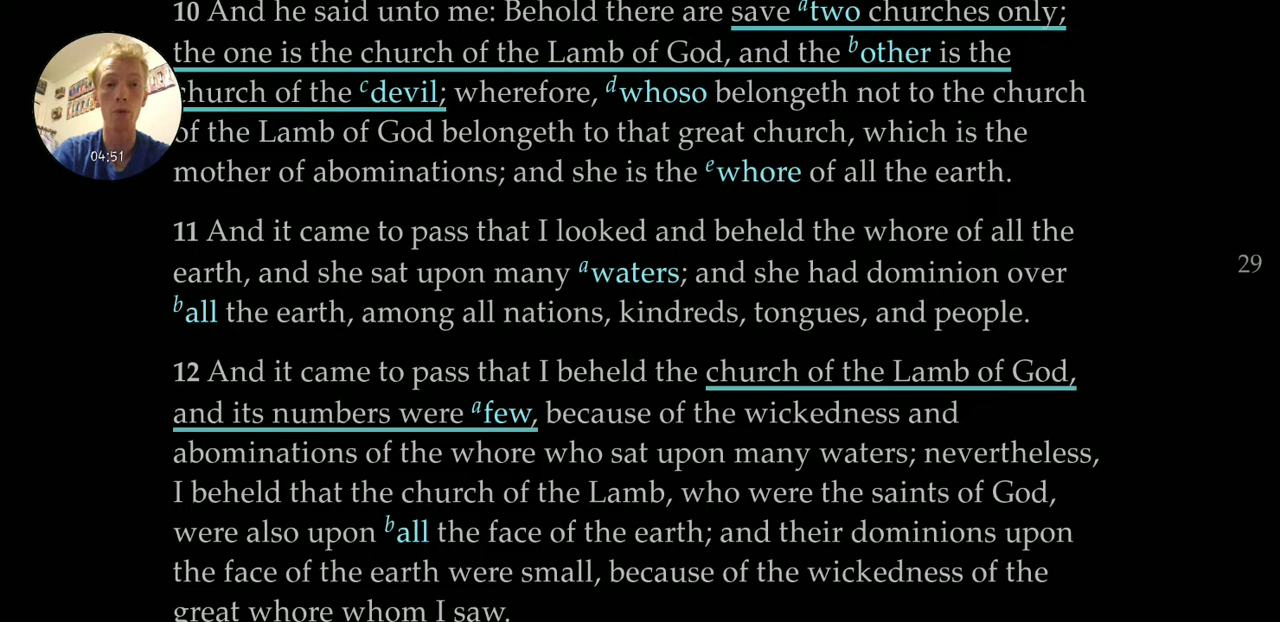 10 And he said unto me: Behold there are save a two churches only;
the one is the church of the Lamb of God, and the b other is the
church of the c devil; wherefore, d whoso belongeth not to the church
of the Lamb of God belongeth to that great church, which is the
mother of abominations; and she is the e whore of all the earth.
11 And it came to pass that I looked and beheld the whore of all the
earth, and she sat upon many a waters; and she had dominion over
b all the earth, among all nations, kindreds, tongues, and people.
29
12 And it came to pass that I beheld the church of the Lamb of God,
and its numbers were a few, because of the wickedness and
abominations of the whore who sat upon many waters; nevertheless,
I beheld that the church of the Lamb, who were the saints of God,
were also upon b all the face of the earth; and their dominions upon
the face of the earth were small, because of the wickedness of the
great whore whom I saw.
04:51